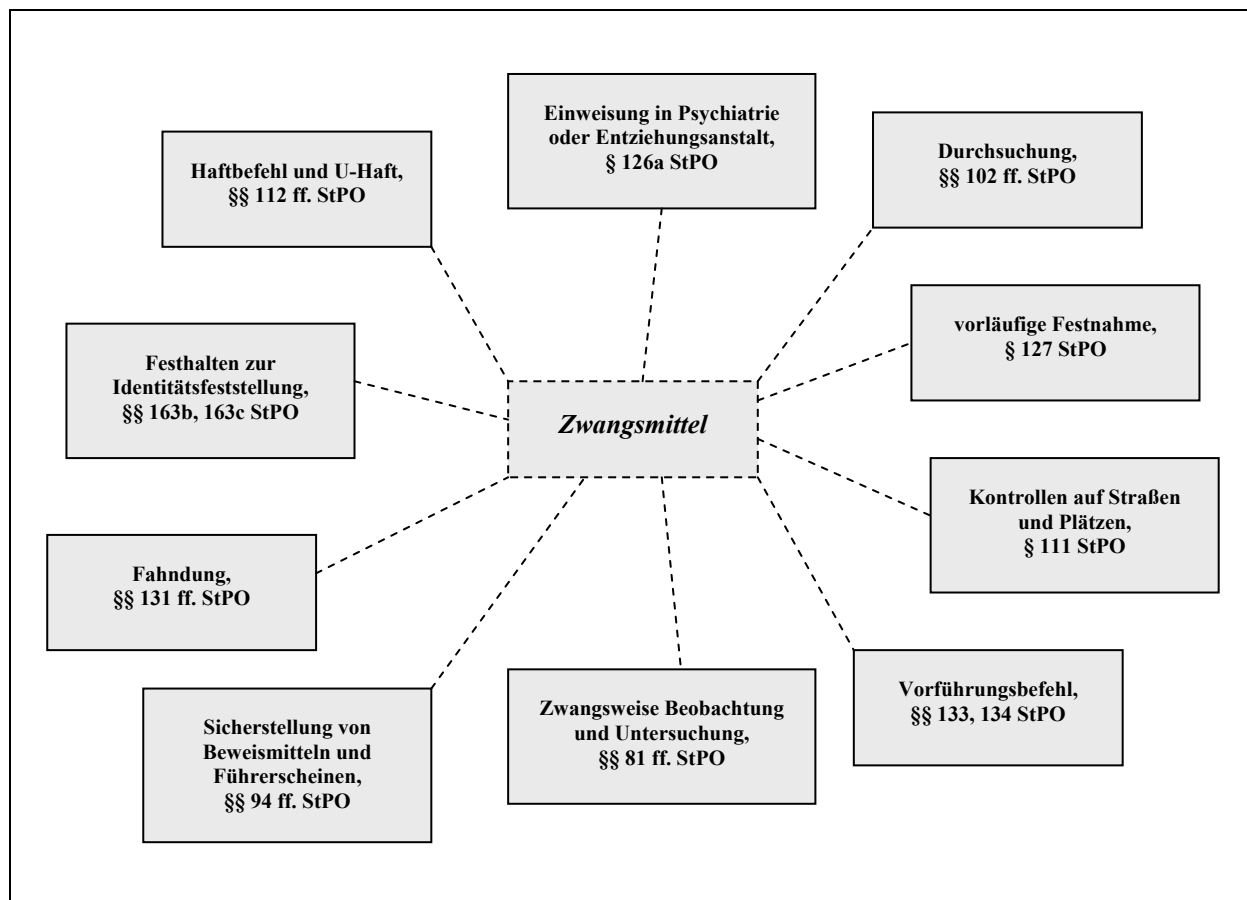 Einweisung in Psychiatrie
oder Entziehungsanstalt,
§ 126a StPO
Haftbefehl und U-Haft,
§§ 112 ff. StPO
Durchsuchung,
§§ 102 ff. StPO
vorläufige Festnahme,
§ 127 StPO
Festhalten zur
Identitätsfeststellung,
§§ 163b, 163c StPO
Zwangsmittel
Kontrollen auf Straßen
und Plätzen,
§ 111 StPO
Fahndung,
§§ 131 ff. StPO
Vorführungsbefehl,
§§ 133, 134 StPO
Zwangsweise Beobachtung
und Untersuchung,
§§ 81 ff. StPO
Sicherstellung von
Beweismitteln und
Führerscheinen,
§§ 94 ff. StPO